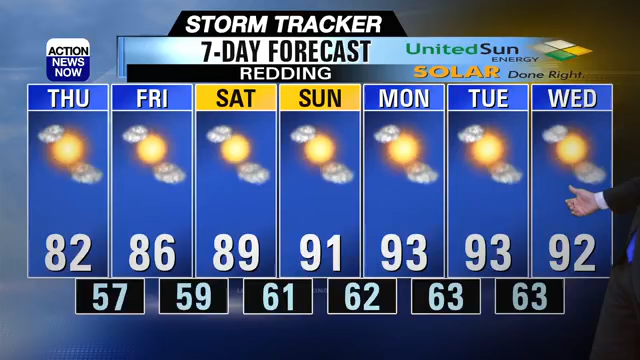 STORM TRACKER
ACTION
NEWS
NOW
7-DAY FORECAST
REDDING
UnitedSun
ENERGY
SOLAR Done Right.
THU FRI SAT SUN MON TUE WED
82 86 89 91 93 93 92
57 59 61 62 63 63